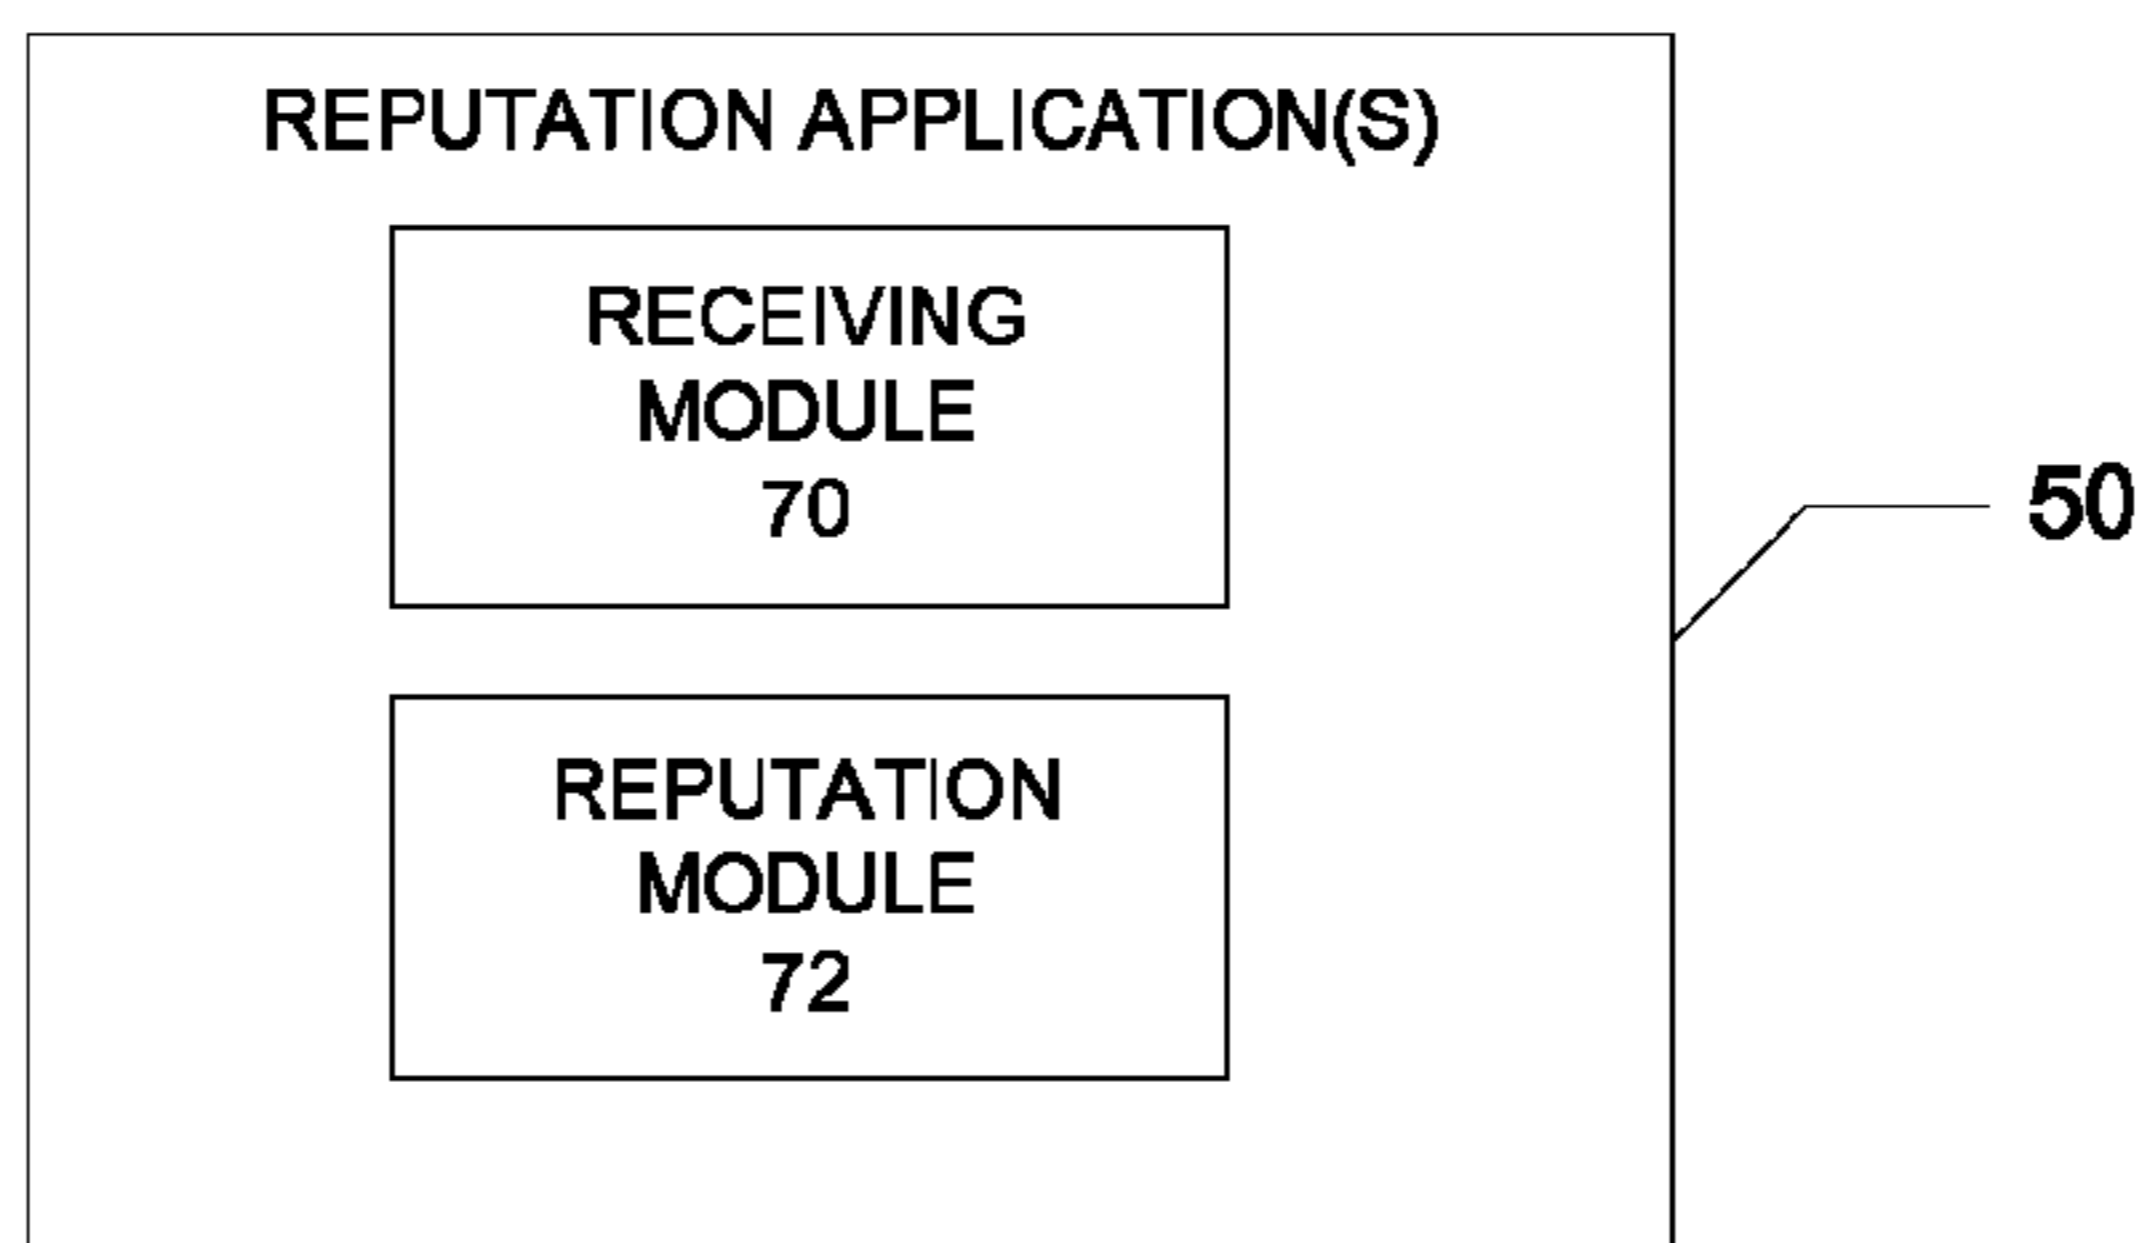 REPUTATION APPLICATION(S)
RECEIVING
MODULE
70
50
REPUTATION
MODULE
72